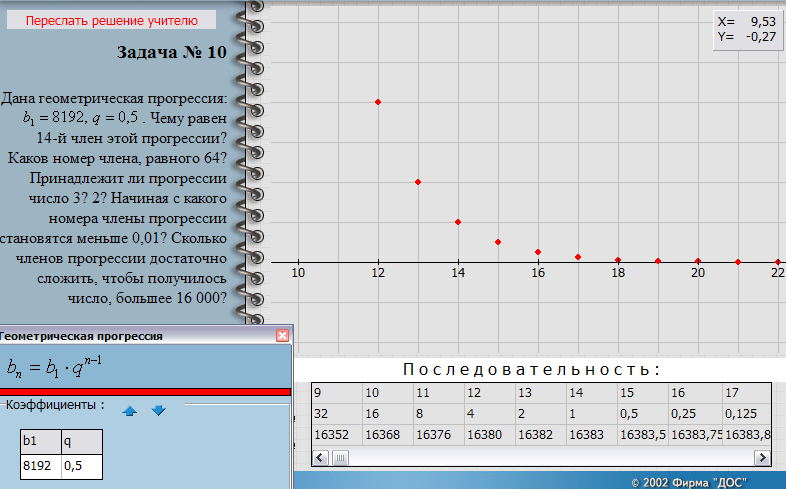 Переслать решение учителю
X= 9,53
Y= -0,27
Задача № 10
Дана геометрическая прогрессия:
b₁ = 8192, q = 0,5 . Чему равен
14-й член этой прогрессии?
Каков номер члена, равного 64?
Принадлежит ли прогрессии
число 3? 2? Начиная с какого
номера члены прогрессии
становятся меньше 0,01? Сколько
членов прогрессии достаточно
сложить, чтобы получилось
число, большее 16 000?
10 12 14 16 18 20 22
Геометрическая прогрессия
bₙ = b₁ · qⁿ⁻¹
Коэффициенты :
b1 q
8192 0,5
Последовательность:
9 10 11 12 13 14 15 16 17
32 16 8 4 2 1 0,5 0,25 0,125
16352 16368 16376 16380 16382 16383 16383,5 16383,75 16383,8
© 2002 Фирма "ДОС"